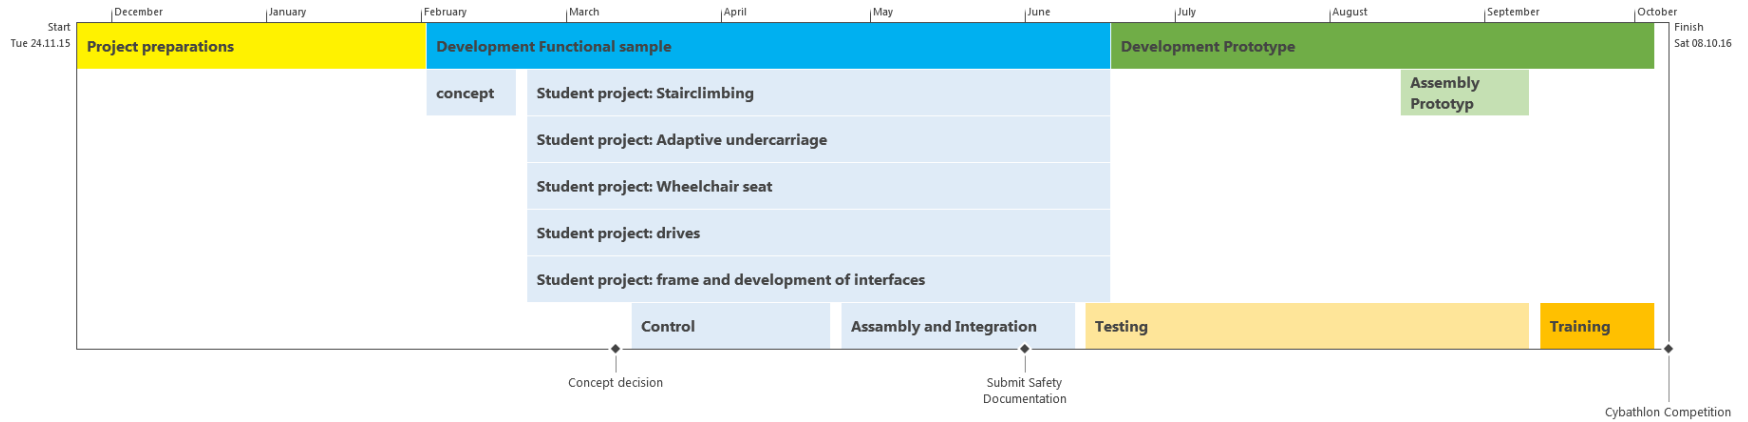 December January February March April May June July August September October
Start
Tue 24.11.15
Finish
Sat 08.10.16
Project preparations Development Functional sample Development Prototype
concept Student project: Stairclimbing
Assembly
Prototyp
Student project: Adaptive undercarriage
Student project: Wheelchair seat
Student project: drives
Student project: frame and development of interfaces
Control Assambly and Integration Testing Training
Concept decision
Submit Safety
Documentation
Cybathlon Competition